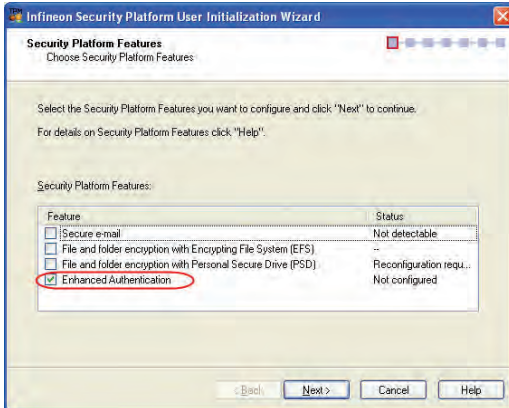 Infineon Security Platform User Initialization Wizard
Security Platform Features
Choose Security Platform Features
Select the Security Platform Features you want to configure and click "Next" to continue.
For details on Security Platform Features click "Help".
Security Platform Features:
Feature Status
Secure e-mail Not detectable
File and folder encryption with Encrypting File System (EFS) --
File and folder encryption with Personal Secure Drive (PSD) Reconfiguration requ...
Enhanced Authentication Not configured
< Back Next > Cancel Help